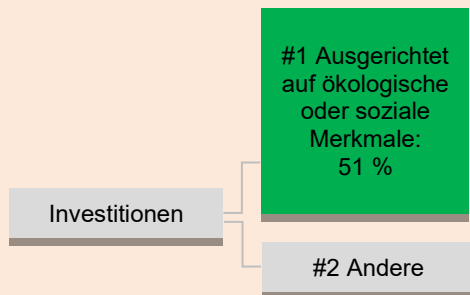 #1 Ausgerichtet
auf ökologische
oder soziale
Merkmale:
51 %
Investitionen
#2 Andere